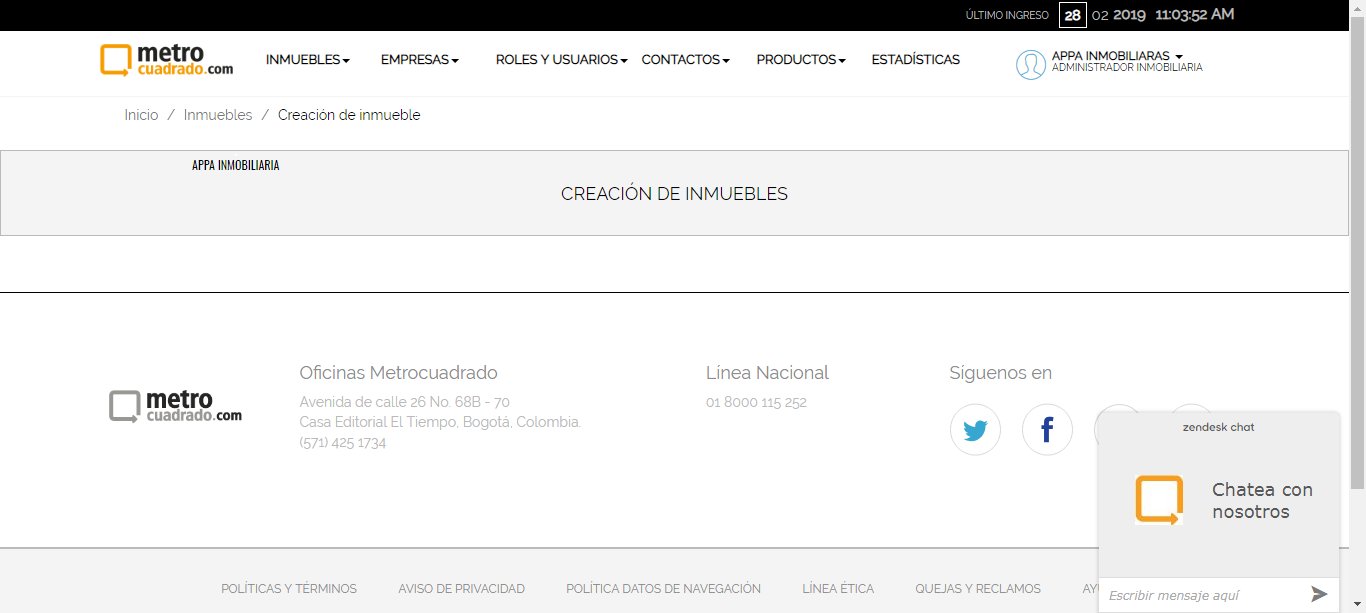 ÚLTIMO INGRESO 28 02 2019 11:03:52 AM
metro
cuadrado.com
INMUEBLES EMPRESAS ROLES Y USUARIOS CONTACTOS PRODUCTOS ESTADÍSTICAS
APPA INMOBILIARAS
ADMINISTRADOR INMOBILIARIA
Inicio / Inmuebles / Creación de inmueble
APPA INMOBILIARIA
CREACIÓN DE INMUEBLES
metro
cuadrado.com
Oficinas Metrocuadrado
Avenida de calle 26 No. 68B - 70
Casa Editorial El Tiempo, Bogotá, Colombia.
(571) 425 1734
Línea Nacional
01 8000 115 252
Síguenos en
zendesk chat
Chatea con
nosotros
Escribir mensaje aquí
POLÍTICAS Y TÉRMINOS AVISO DE PRIVACIDAD POLÍTICA DATOS DE NAVEGACIÓN LÍNEA ÉTICA QUEJAS Y RECLAMOS